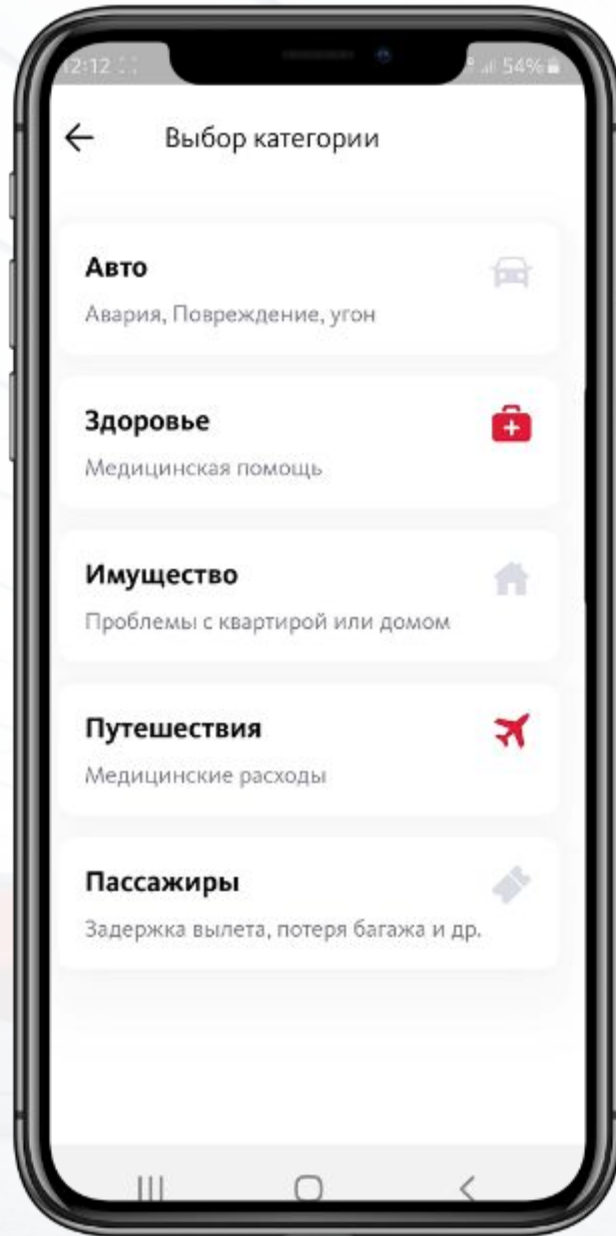 12:12
54%
Выбор категории
Авто
Авария, Повреждение, угон
Здоровье
Медицинская помощь
Имущество
Проблемы с квартирой или домом
Путешествия
Медицинские расходы
Пассажиры
Задержка вылета, потеря багажа и др.